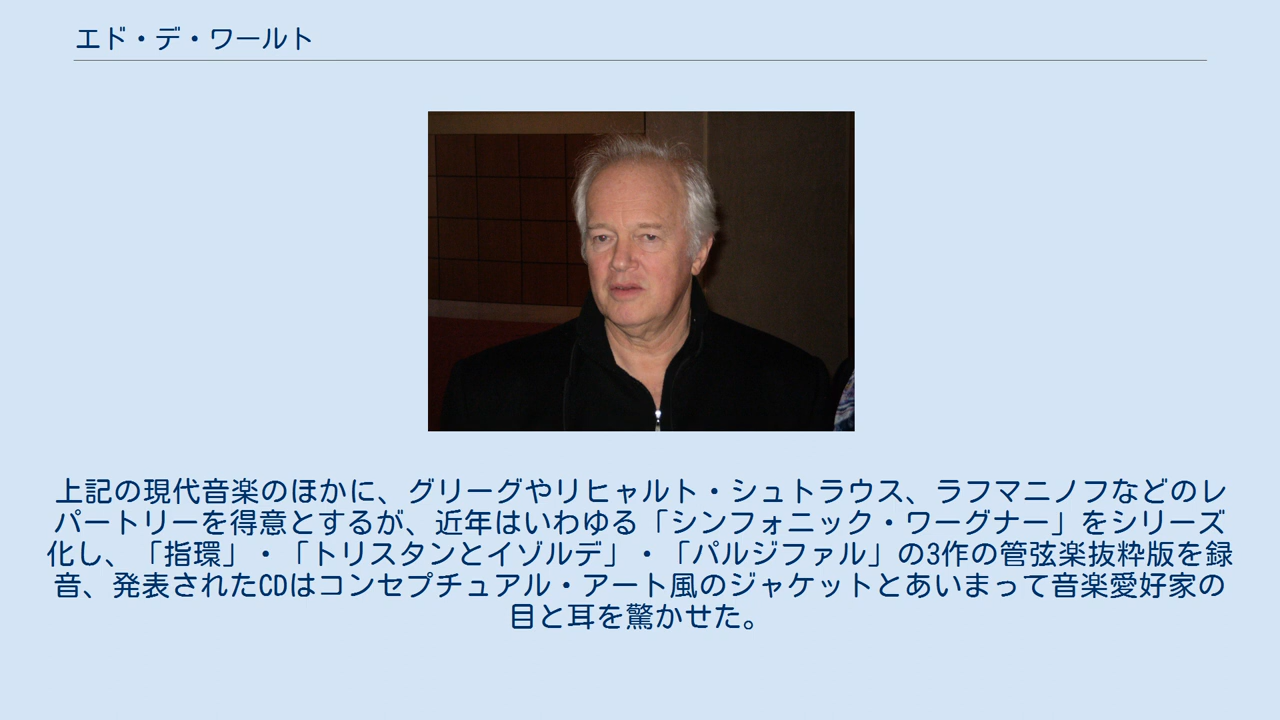 エド・デ・ワールト
上記の現代音楽のほかに、グリーグやリヒャルト・シュトラウス、ラフマニノフなどのレ
パートリーを得意とするが、近年はいわゆる「シンフォニック・ワーグナー」をシリーズ
化し、「指環」・「トリスタンとイゾルデ」・「パルジファル」の3作の管弦楽抜粋版を録
音、発表されたCDはコンセプチュアル・アート風のジャケットとあいまって音楽愛好家の
目と耳を驚かせた。